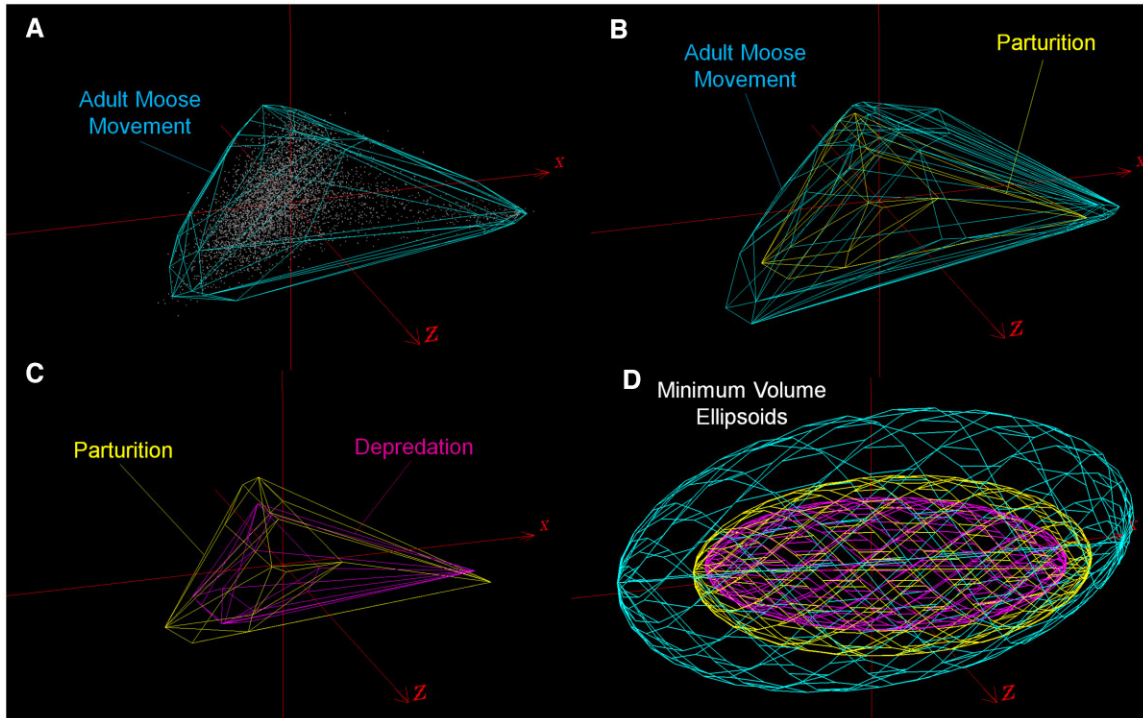 A
Adult Moose
Movement
x
Z
B
Adult Moose
Movement
Parturition
x
Z
C
Parturition
Depredation
x
Z
D
Minimum Volume
Ellipsoids
x
Z